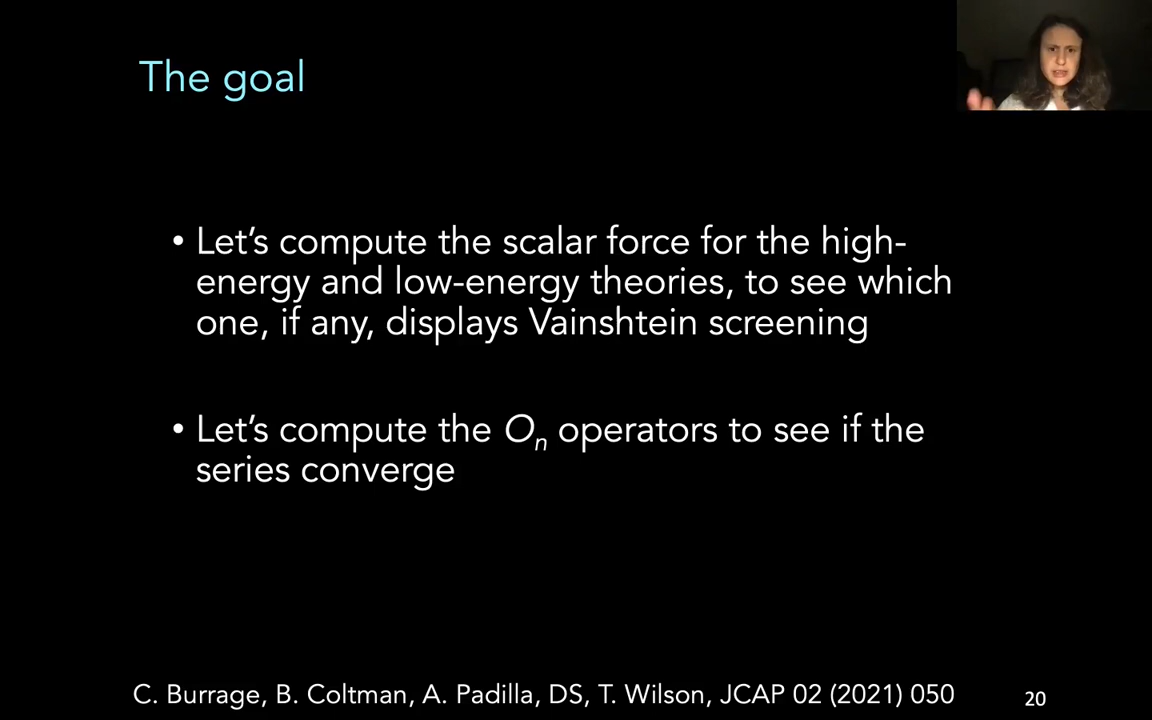 The goal
• Let's compute the scalar force for the high-
energy and low-energy theories, to see which
one, if any, displays Vainshtein screening
• Let's compute the On operators to see if the
series converge
C. Burrage, B. Coltman, A. Padilla, DS, T. Wilson, JCAP 02 (2021) 050
20